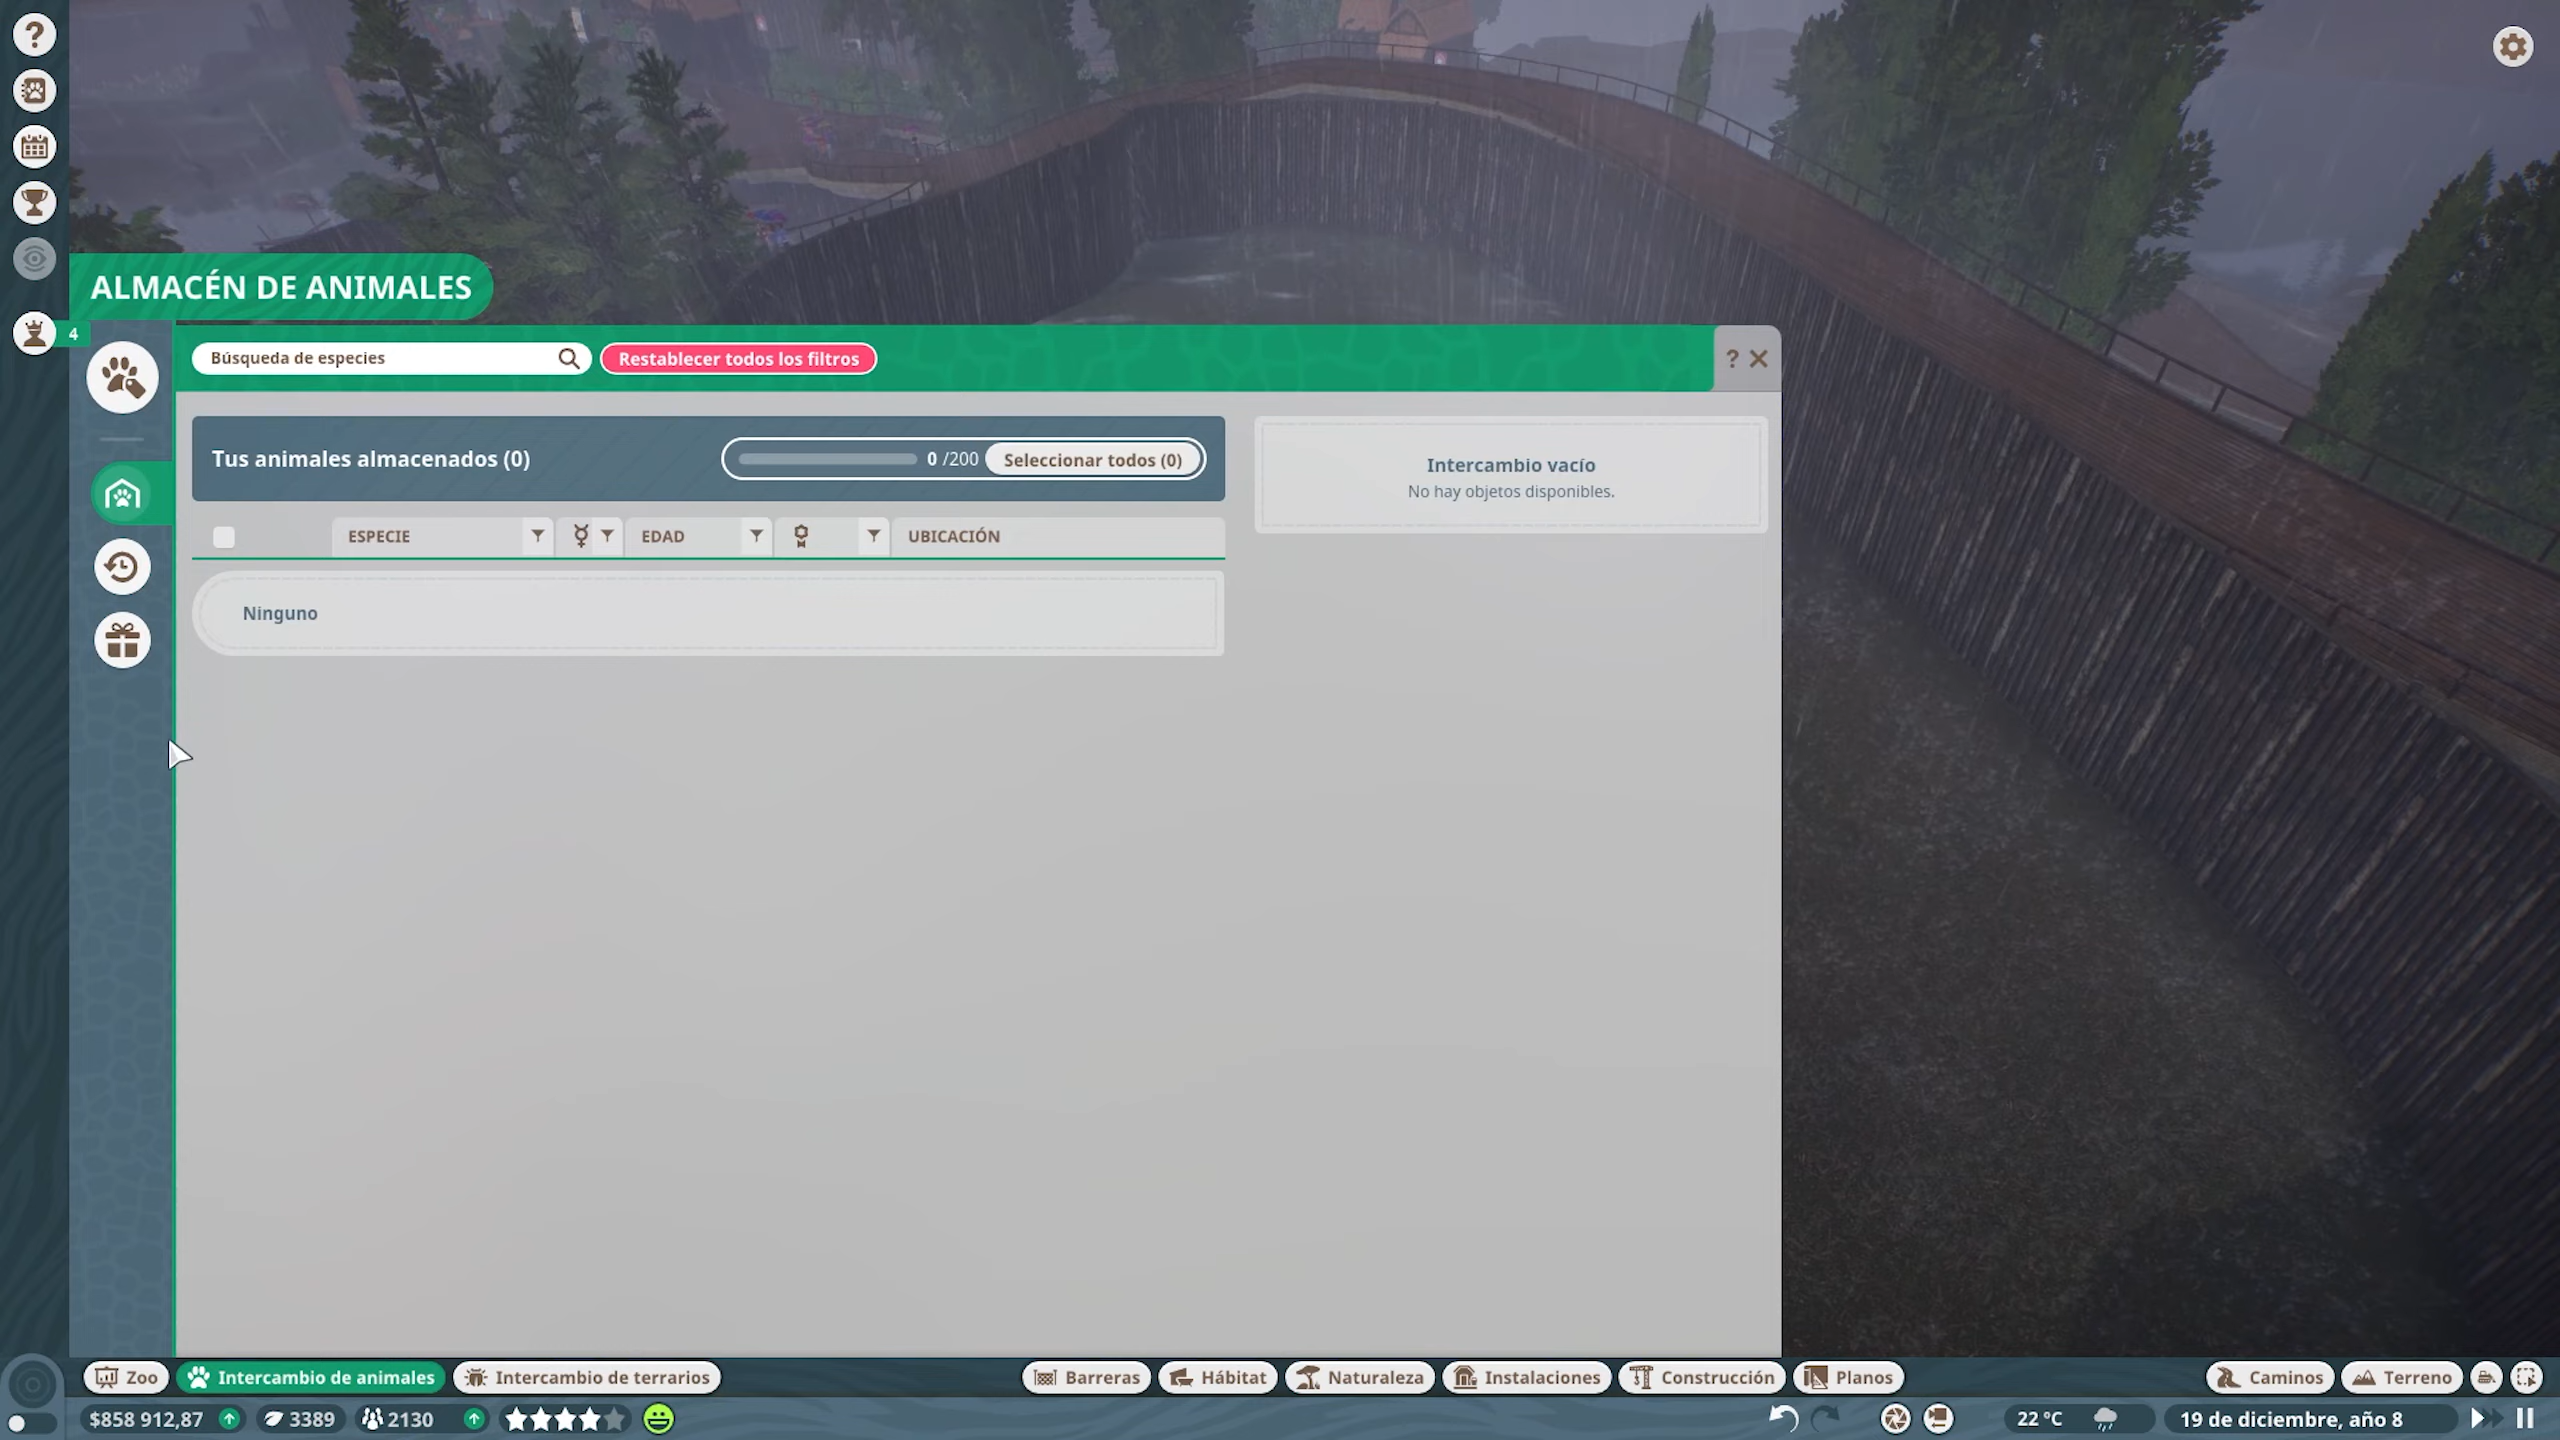 ALMACÉN DE ANIMALES
4
Búsqueda de especies
Restablecer todos los filtros
?
Tus animales almacenados (0)
0 /200
Seleccionar todos (0)
Intercambio vacío
No hay objetos disponibles.
ESPECIE
EDAD
UBICACIÓN
Ninguno
Zoo
Intercambio de animales
Intercambio de terrarios
Barreras
Hábitat
Naturaleza
Instalaciones
Construcción
Planos
Caminos
Terreno
$858 912,87
3389
2130
22 °C
19 de diciembre, año 8